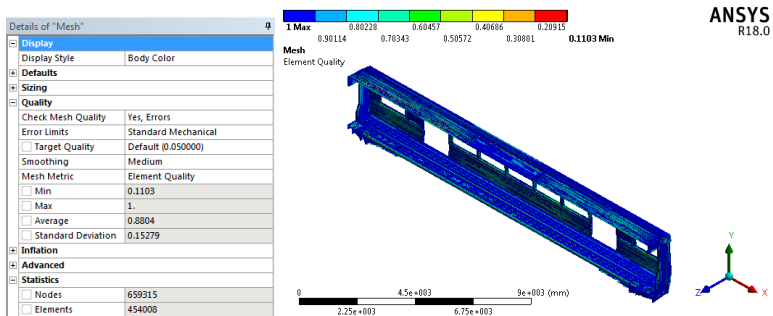 Details of "Mesh"
Display
Display Style Body Color
Defaults
Sizing
Quality
Check Mesh Quality Yes, Errors
Error Limits Standard Mechanical
Target Quality Default (0.050000)
Smoothing Medium
Mesh Metric Element Quality
Min 0.1103
Max 1.
Average 0.8804
Standard Deviation 0.15279
Inflation
Advanced
Statistics
Nodes 659315
Elements 454008
1 Max 0.80228 0.60457 0.40686 0.20915
0.90114 0.70343 0.50572 0.30801 0.1103 Min
Mesh
Element Quality
ANSYS
R18.0
0 4.5e+003 9e+003 (mm)
2.25e+003 6.75e+003
Y
Z
X